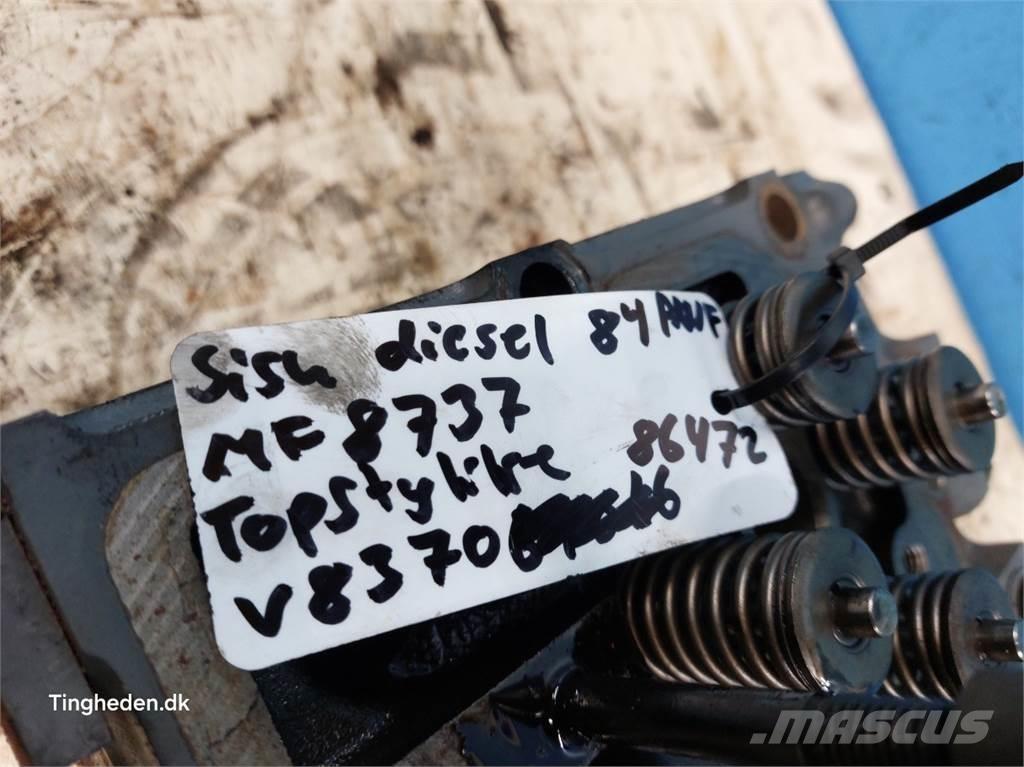 Sisu diesel 84 AWF
MF 8737
Topstykke 86472
V8370
Tingheden.dk
MASCUS